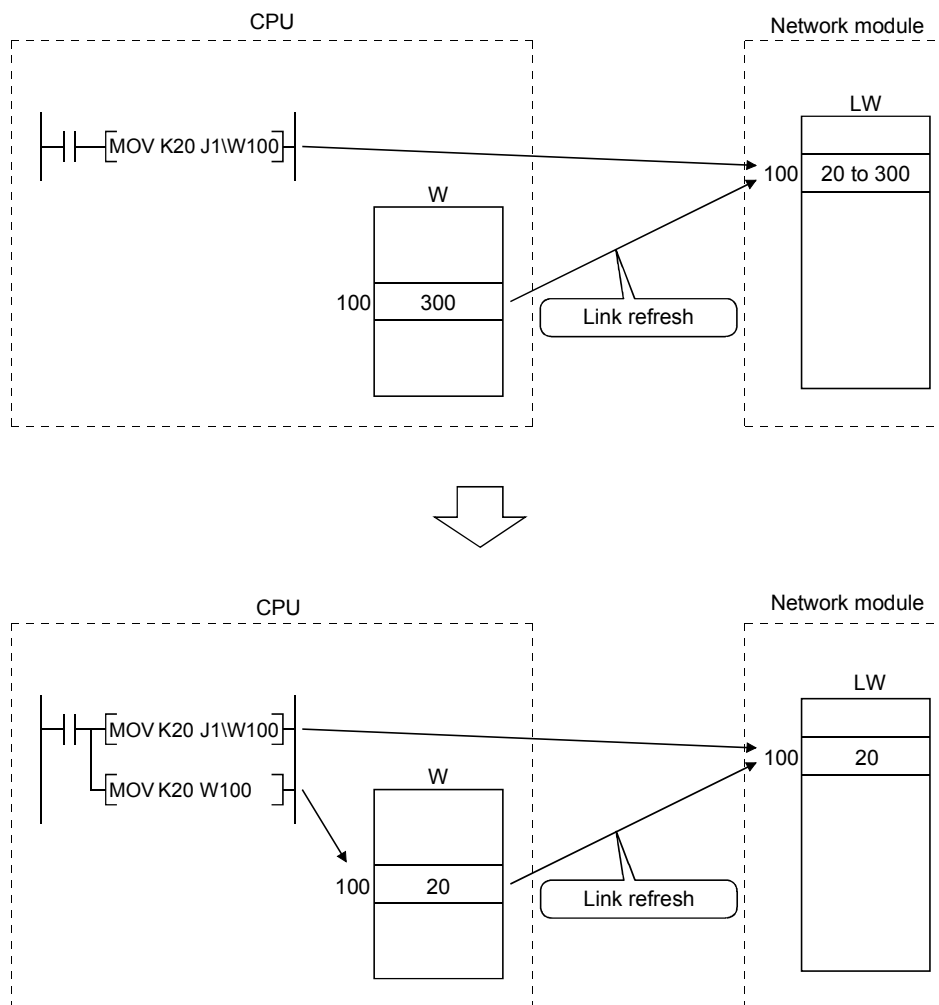 CPU
Network module
LW
MOV K20 J1\W100
100
20 to 300
W
100
300
Link refresh
CPU
Network module
LW
MOV K20 J1\W100
100
20
MOV K20 W100
W
100
20
Link refresh